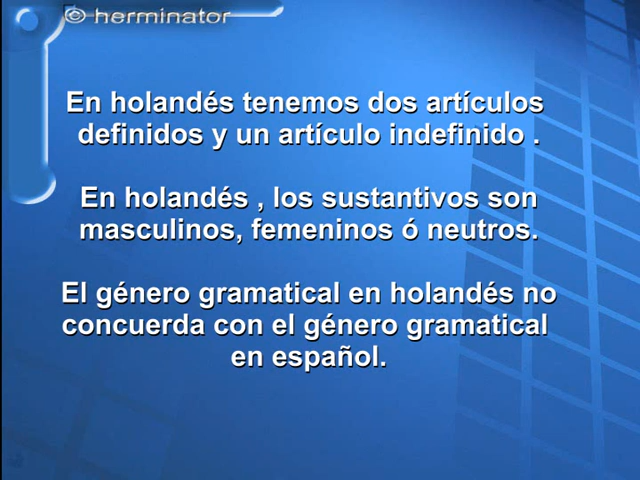 © herminator
En holandés tenemos dos artículos
definidos y un artículo indefinido .
En holandés , los sustantivos son
masculinos, femeninos ó neutros.
El género gramatical en holandés no
concuerda con el género gramatical
en español.